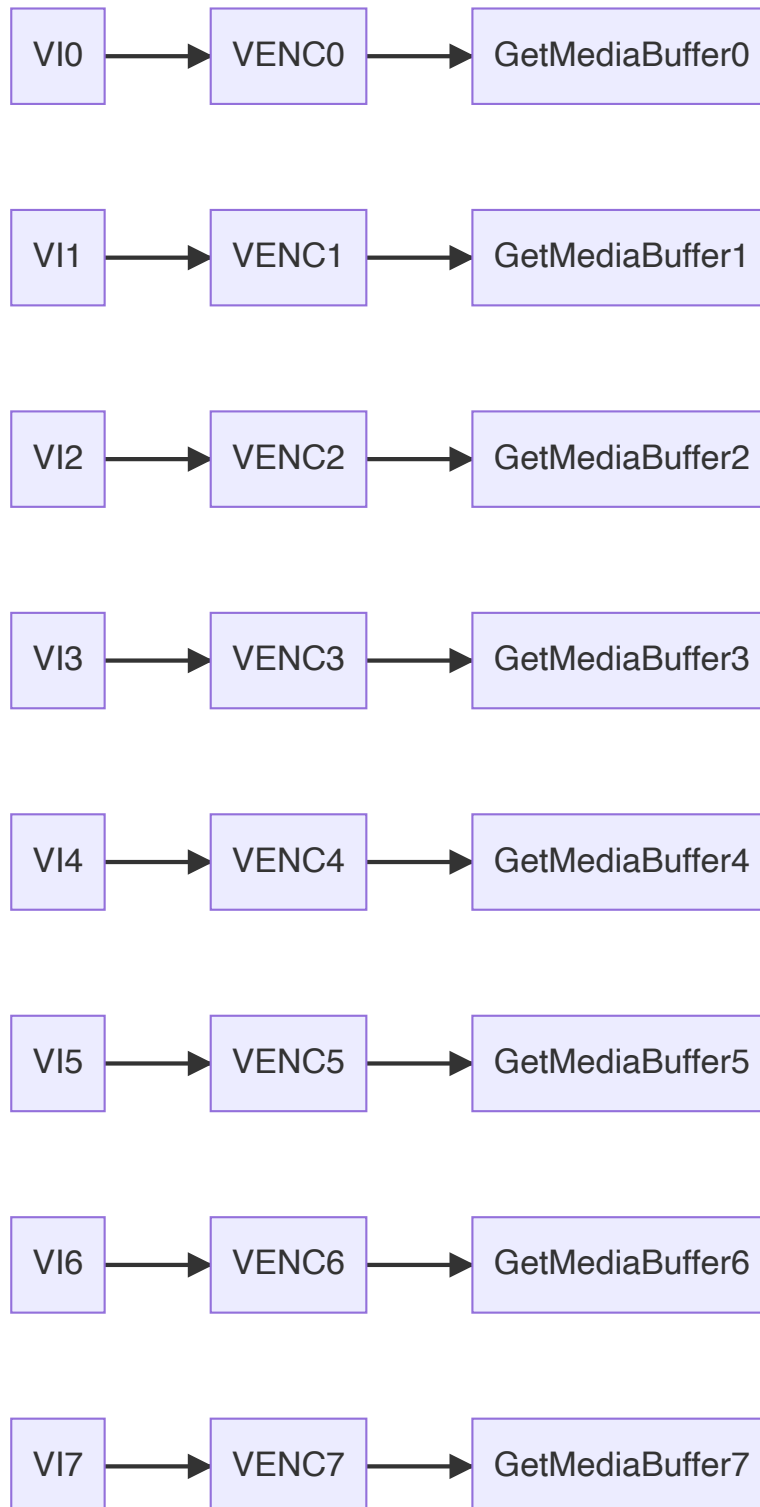 VI0 VENC0 GetMediaBuffer0
VI1 VENC1 GetMediaBuffer1
VI2 VENC2 GetMediaBuffer2
VI3 VENC3 GetMediaBuffer3
VI4 VENC4 GetMediaBuffer4
VI5 VENC5 GetMediaBuffer5
VI6 VENC6 GetMediaBuffer6
VI7 VENC7 GetMediaBuffer7